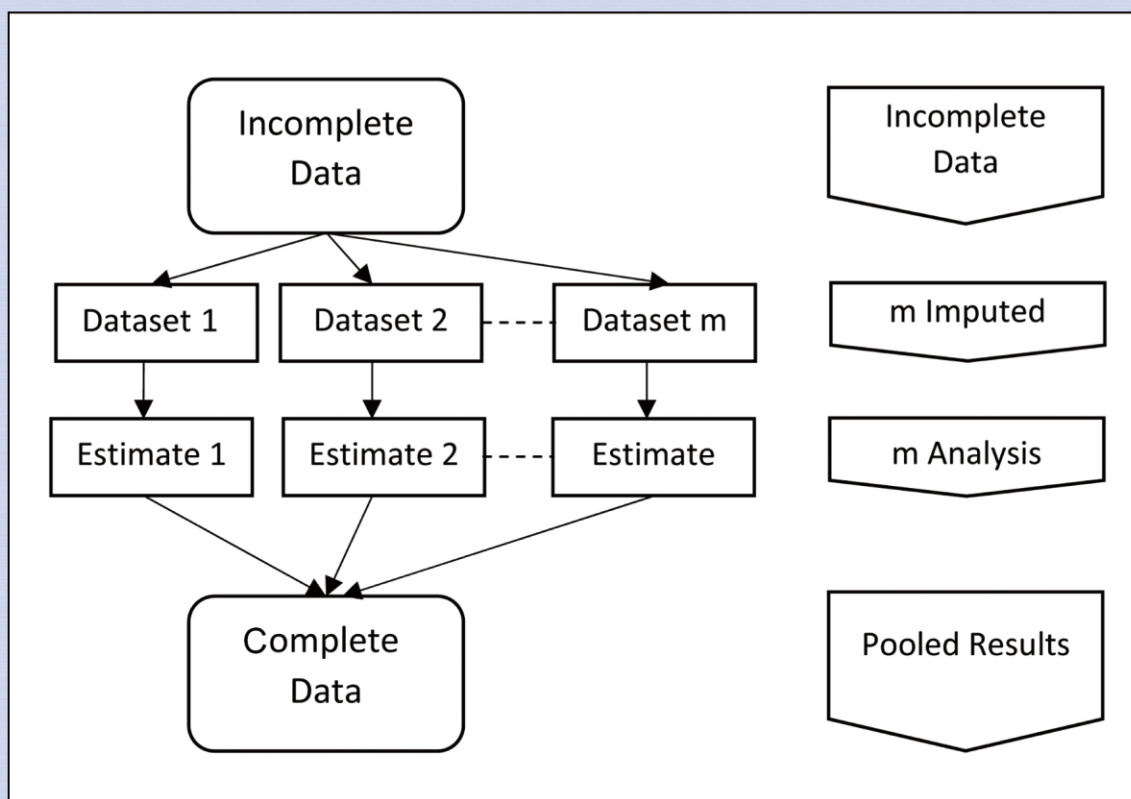 Incomplete
Data
Incomplete
Data
Dataset 1
Dataset 2
Dataset m
m Imputed
Estimate 1
Estimate 2
Estimate
m Analysis
Complete
Data
Pooled Results